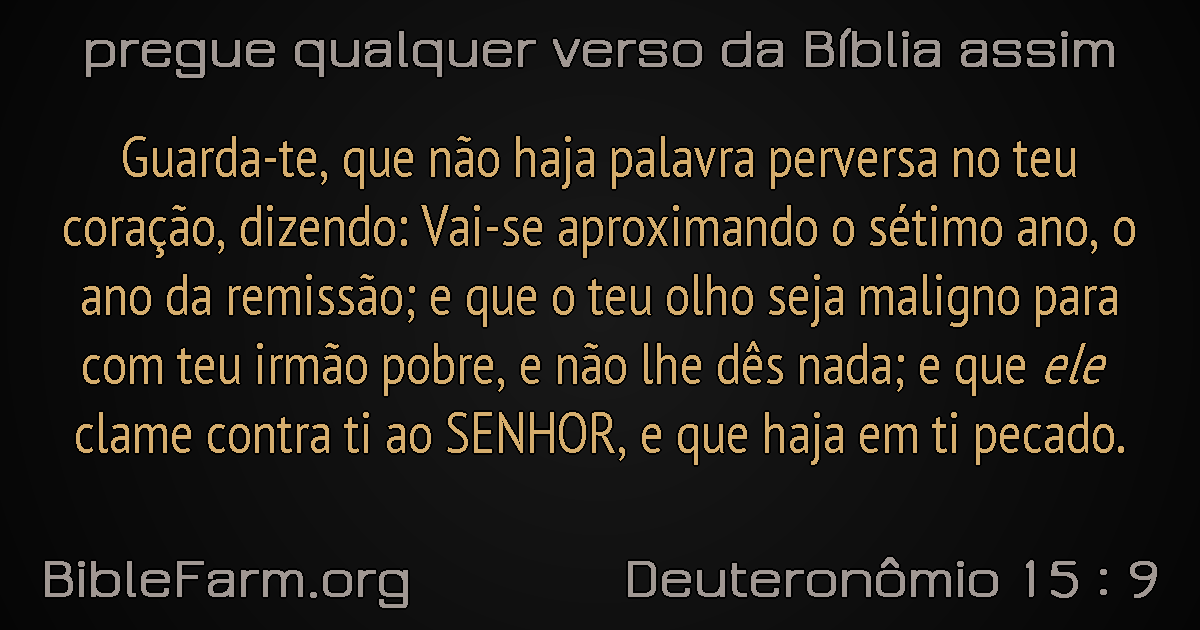 pregue qualquer verso da Bíblia assim
Guarda-te, que não haja palavra perversa no teu
coração, dizendo: Vai-se aproximando o sétimo ano, o
ano da remissão; e que o teu olho seja maligno para
com teu irmão pobre, e não lhe dês nada; e que ele
clame contra ti ao SENHOR, e que haja em ti pecado.
BibleFarm.org
Deuteronômio 15 : 9